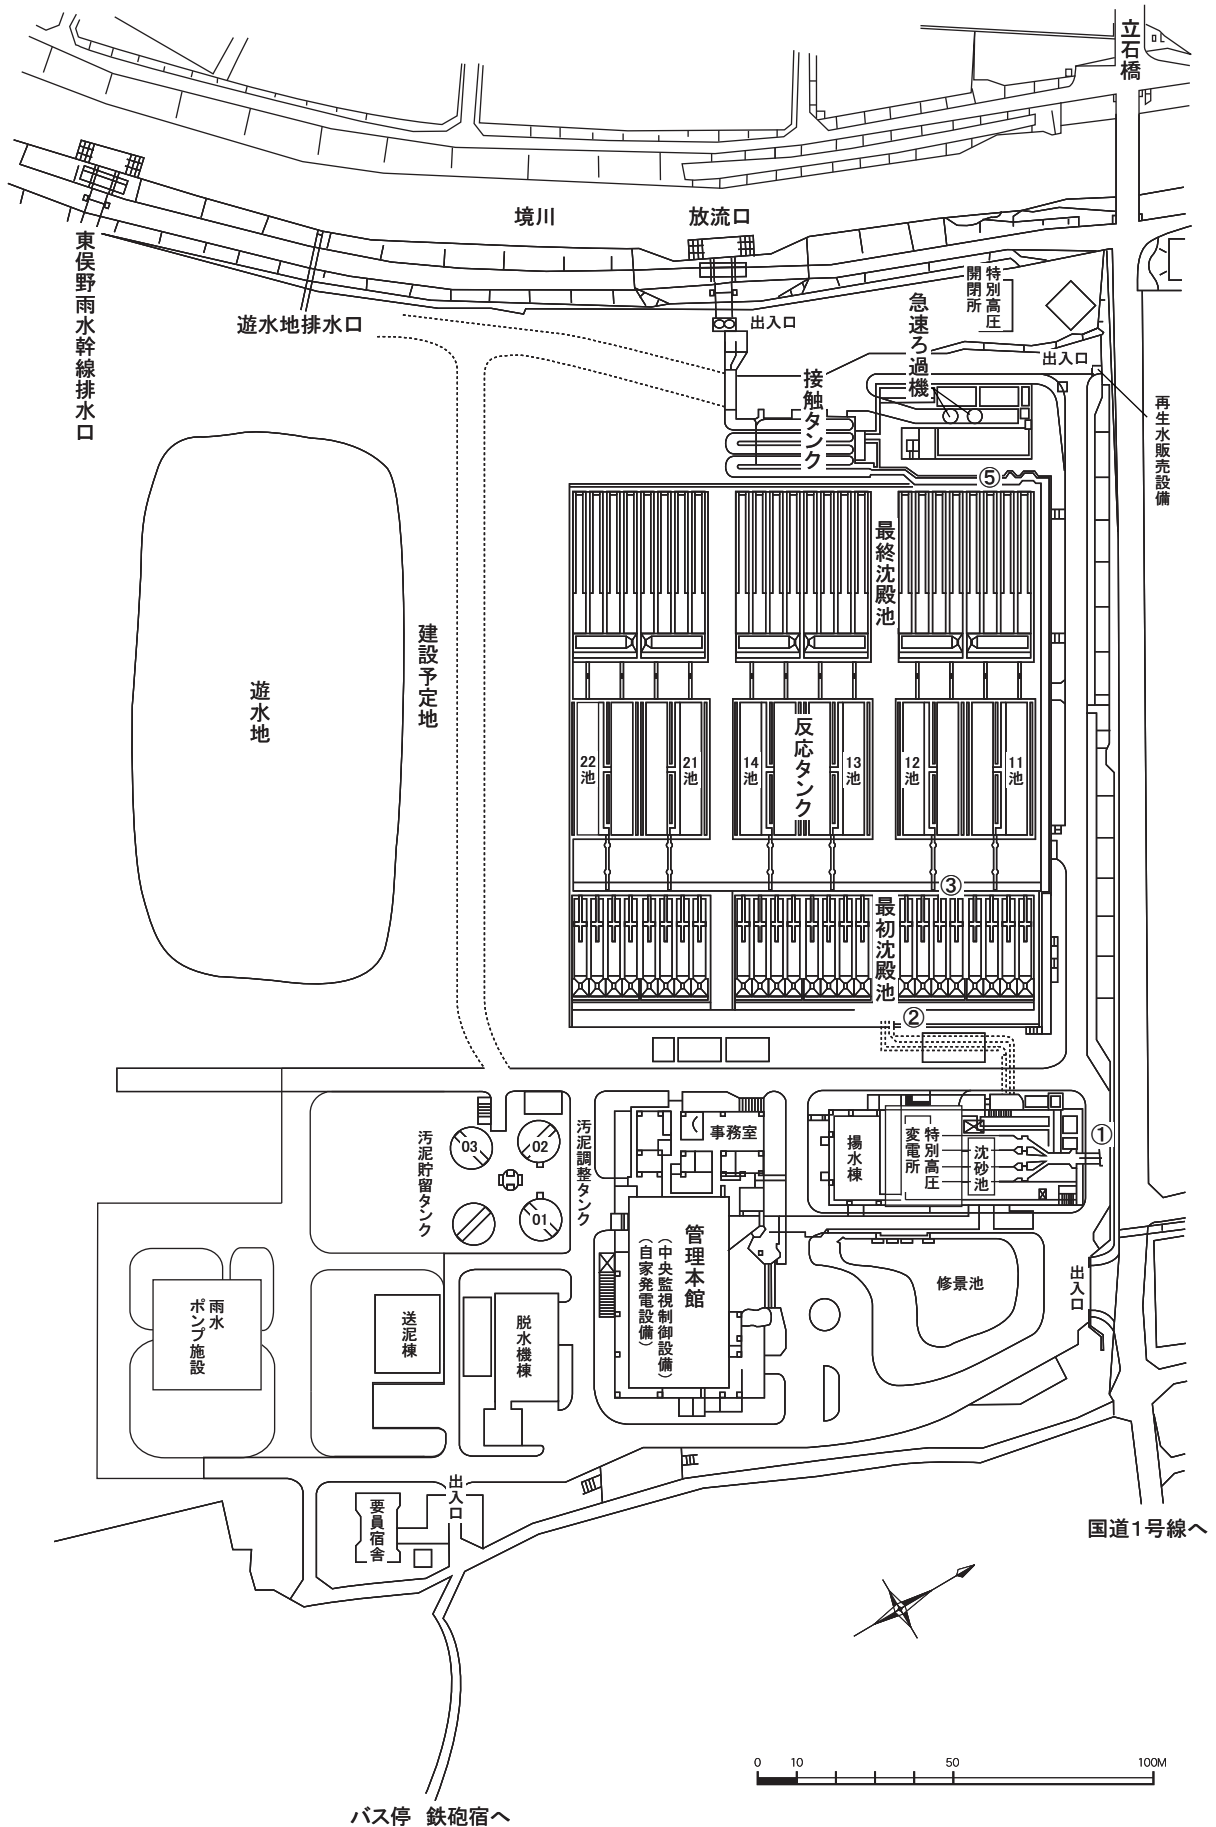 立石橋
境川
放流口
東俣野雨水幹線排水口
遊水地排水口
出入口
急速ろ過機
特別高圧
開閉所
出入口
再生水販売設備
接触タンク
⑤
最終沈殿池
建設予定地
遊水地
反応タンク
22池
21池
14池
13池
12池
11池
③
最初沈殿池
②
①
汚泥貯留タンク
03
02
01
汚泥調整タンク
事務室
揚水棟
特別高圧
変電所
沈砂池
管理本館
(中央監視制御設備)
(自家発電設備)
修景池
出入口
雨水
ポンプ施設
送泥棟
脱水機棟
出入口
要員宿舎
国道1号線へ
0 10 50 100M
バス停 鉄砲宿へ